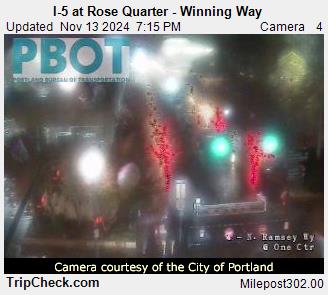 I-5 at Rose Quarter - Winning Way
Updated Nov 13 2024 7:15 PM Camera 4
PBOT
PORTLAND BUREAU OF TRANSPORTATION
4 - N. Ramsey Wy
@ One Ctr
Camera courtesy of the City of Portland
TripCheck.com Milepost302.00